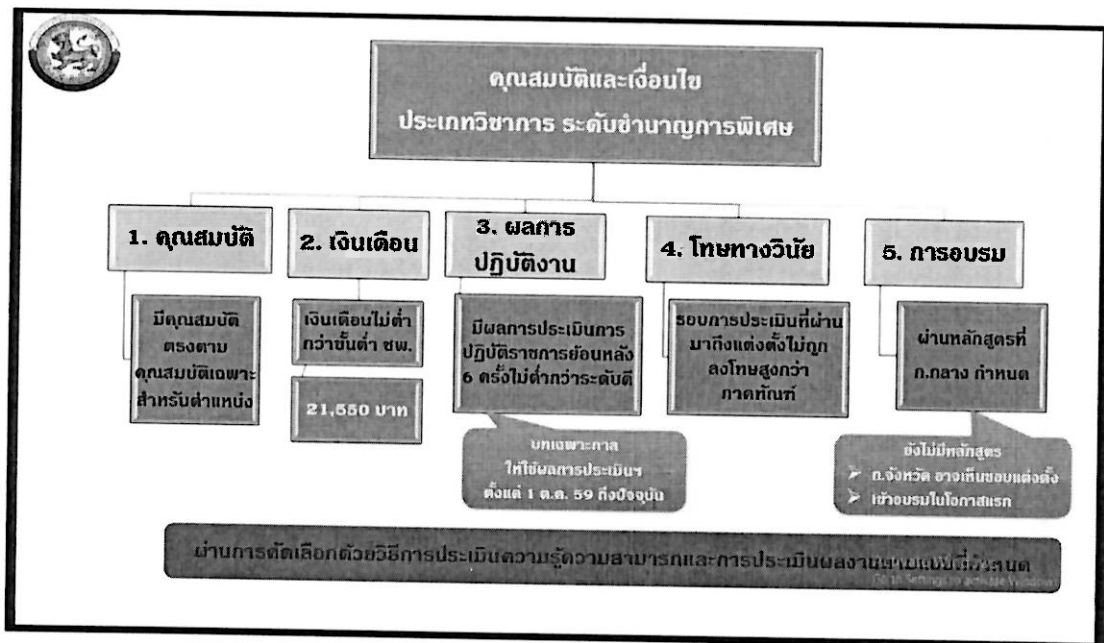 คุณสมบัติและเงื่อนไข
ประเภทวิชาการ ระดับชำนาญการพิเศษ
1. คุณสมบัติ
มีคุณสมบัติ
ตรงตาม
คุณสมบัติเฉพาะ
สำหรับตำแหน่ง
2. เงินเดือน
เงินเดือนไม่ต่ำ
กว่าขั้นต่ำ ชพ.
21,550 บาท
3. ผลการ
ปฏิบัติงาน
มีผลการประเมินการ
ปฏิบัติราชการย้อนหลัง
6 ครั้งไม่ต่ำกว่าระดับดี
บทเฉพาะกาล
ให้ใช้ผลการประเมินฯ
ตั้งแต่ 1 ต.ค. 59 ถึงปัจจุบัน
4. โทษทางวินัย
รอบการประเมินที่ผ่าน
มาถึงแต่งตั้งไม่ถูก
ลงโทษสูงกว่า
ภาคทัณฑ์
5. การอบรม
ผ่านหลักสูตรที่
ก.กลาง กำหนด
ยังไม่มีหลักสูตร
➢ ก.จังหวัด อาจเห็นชอบแต่งตั้ง
➢ เข้าอบรมในโอกาสแรก
ผ่านการคัดเลือกด้วยวิธีการประเมินความรู้ความสามารถและการประเมินผลงานตามแบบที่กำหนด
Go to Settings to activate Windows